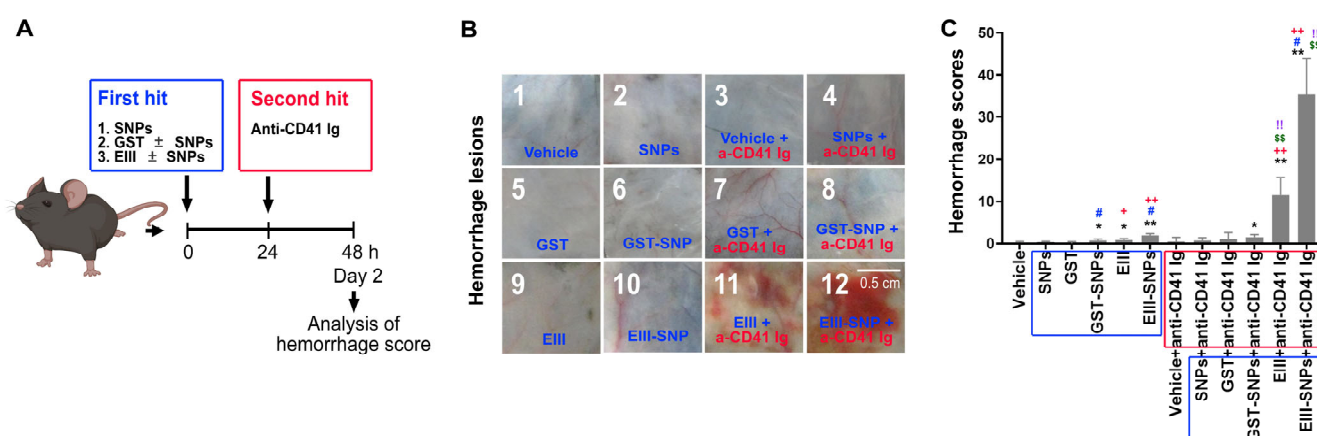 A
First hit
1. SNPs
2. GST ± SNPs
3. EIII ± SNPs
Second hit
Anti-CD41 Ig
0
24
48 h
Day 2
Analysis of
hemorrhage score
B
Hemorrhage lesions
1
Vehicle
2
SNPs
3
Vehicle +
a-CD41 Ig
4
SNPs +
a-CD41 Ig
5
GST
6
GST-SNP
7
GST +
a-CD41 Ig
8
GST-SNP +
a-CD41 Ig
9
EIII
10
EIII-SNP
11
EIII +
a-CD41 Ig
12
0.5 cm
EIII-SNP +
a-CD41 Ig
C
Hemorrhage scores
50
40
30
20
10
0
#
*
+
*
++
#
**
*
!!
$$
++
**
++
!!
#
$$
**
Vehicle
SNPs
GST
GST-SNPs
EIII
EIII-SNPs
Vehicle+anti-CD41 Ig
SNPs+anti-CD41 Ig
GST+anti-CD41 Ig
GST-SNPs+anti-CD41 Ig
EIII+anti-CD41 Ig
EIII-SNPs+anti-CD41 Ig